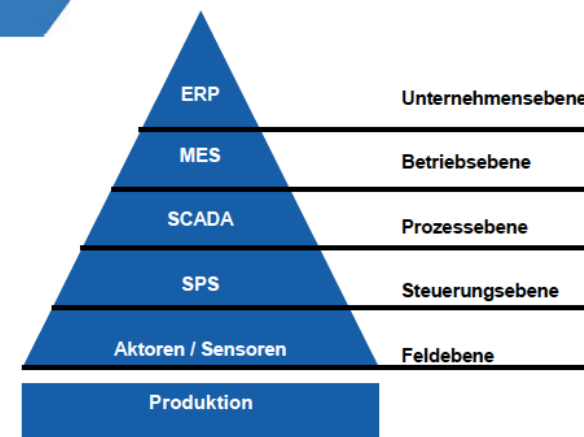 ERP
Unternehmensebene
MES
Betriebsebene
SCADA
Prozessebene
SPS
Steuerungsebene
Aktoren / Sensoren
Feldebene
Produktion